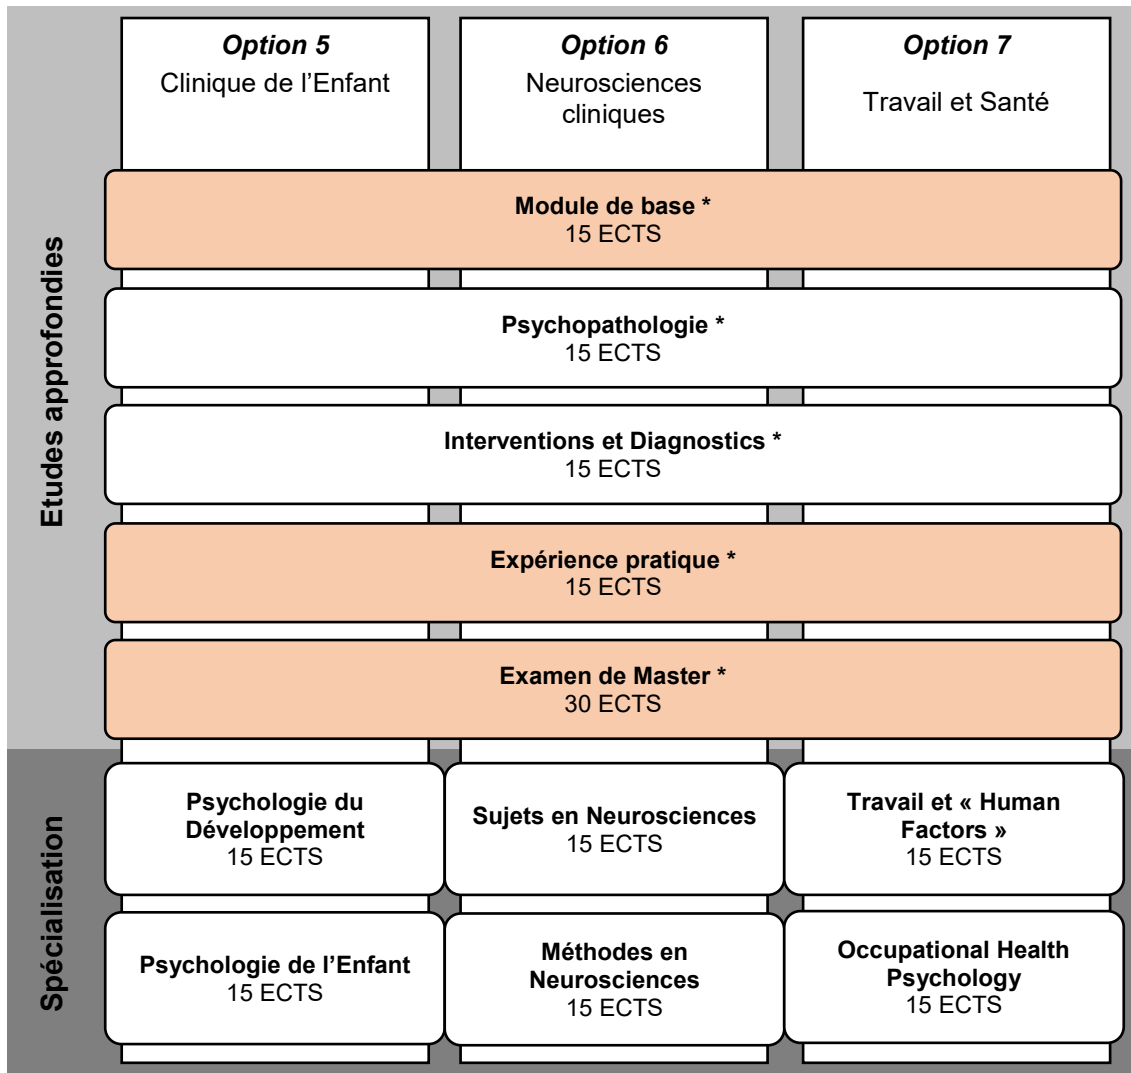 Option 5
Clinique de l'Enfant
Option 6
Neurosciences
cliniques
Option 7
Travail et Santé
Etudes approfondies
Module de base *
15 ECTS
Psychopathologie *
15 ECTS
Interventions et Diagnostics *
15 ECTS
Expérience pratique *
15 ECTS
Examen de Master *
30 ECTS
Spécialisation
Psychologie du
Développement
15 ECTS
Sujets en Neurosciences
15 ECTS
Travail et « Human
Factors »
15 ECTS
Psychologie de l'Enfant
15 ECTS
Méthodes en
Neurosciences
15 ECTS
Occupational Health
Psychology
15 ECTS